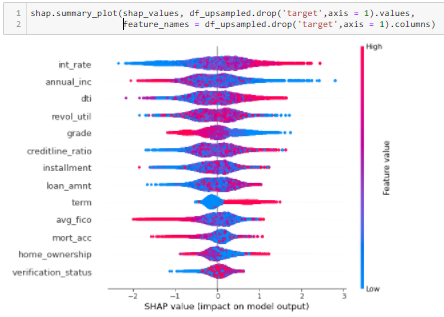 1 shap.summary_plot(shap_values, df_upsampled.drop('target',axis = 1).values,
2 feature_names = df_upsampled.drop('target',axis = 1).columns)
High
int_rate
annual_inc
dti
revol_util
grade
creditline_ratio
installment
loan_amnt
term
avg_fico
mort_acc
home_ownership
verification_status
Feature value
Low
−2 −1 0 1 2 3
SHAP value (impact on model output)